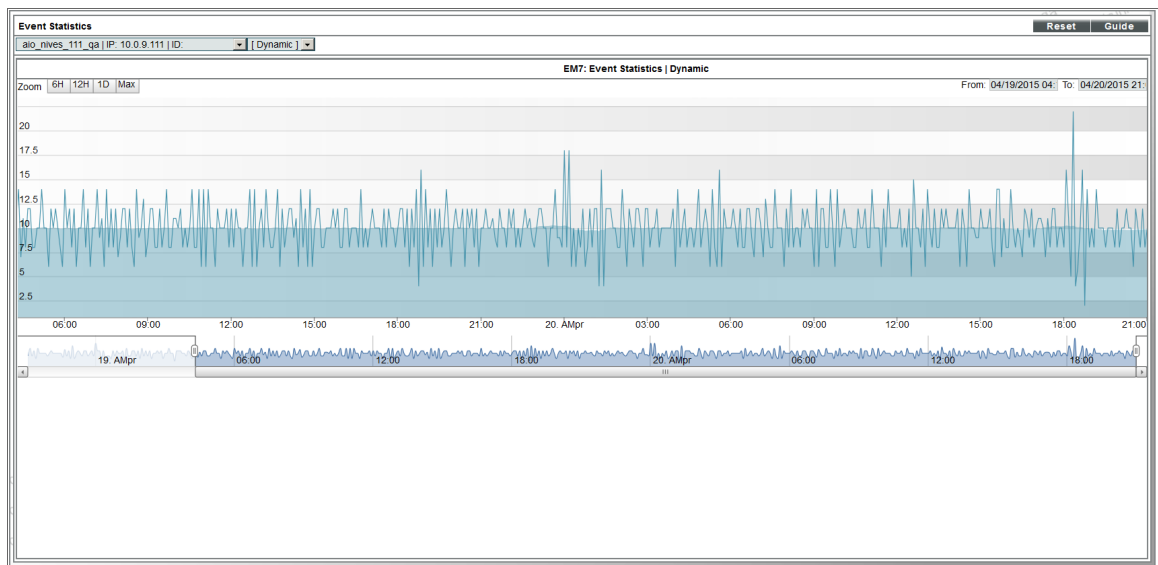 Event Statistics
Reset Guide
aio_nives_111_qa | IP: 10.0.9.111 | ID: [ Dynamic ]
EM7: Event Statistics | Dynamic
Zoom 6H 12H 1D Max
From: 04/19/2015 04: To: 04/20/2015 21:
20
17.5
15
12.5
10
7.5
5
2.5
06:00 09:00 12:00 15:00 18:00 21:00 20. AMpr 03:00 06:00 09:00 12:00 15:00 18:00 21:00
19. AMpr 06:00 12:00 18:00 20. AMpr 06:00 12:00 18:00